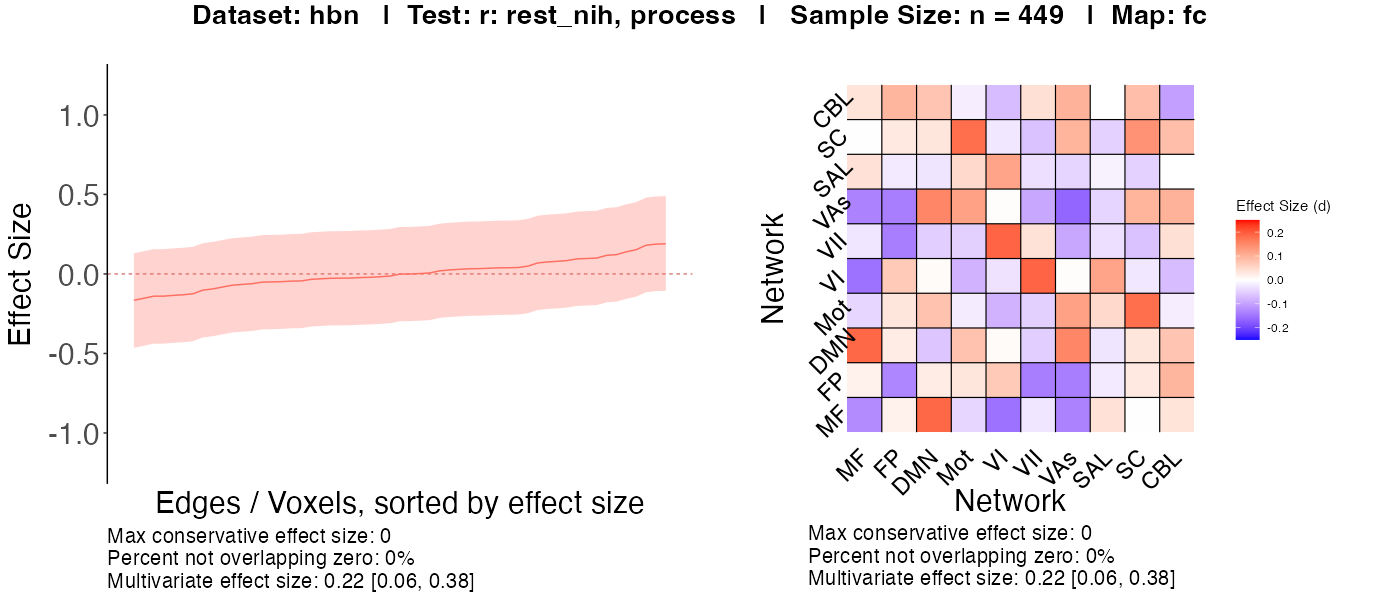 Dataset: hbn | Test: r: rest_nih, process | Sample Size: n = 449 | Map: fc
Effect Size
1.0
0.5
0.0
-0.5
-1.0
Edges / Voxels, sorted by effect size
Max conservative effect size: 0
Percent not overlapping zero: 0%
Multivariate effect size: 0.22 [0.06, 0.38]
Network
CBL
SC
SAL
VAs
VII
VI
Mot
DMN
FP
MF
MF
FP
DMN
Mot
VI
VII
VAs
SAL
SC
CBL
Network
Effect Size (d)
0.2
0.1
0.0
-0.1
-0.2
Max conservative effect size: 0
Percent not overlapping zero: 0%
Multivariate effect size: 0.22 [0.06, 0.38]